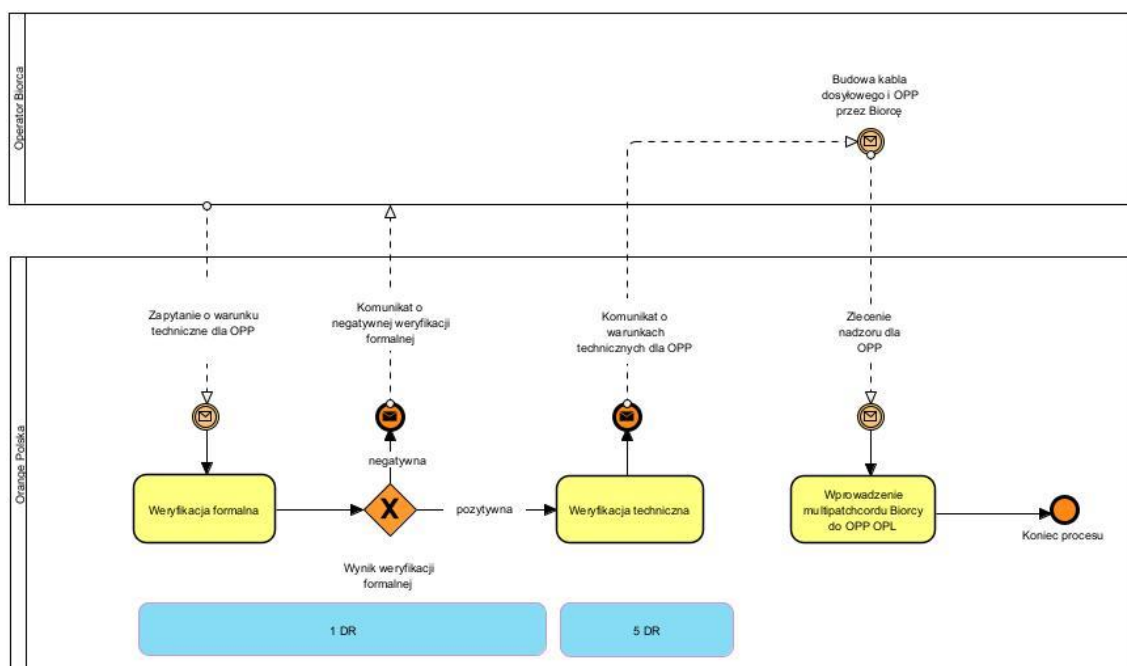 Operator Biorca
Budowa kabla
dosyłowego i OPP
przez Biorcę
Orange Polska
Zapytanie o warunku
techniczne dla OPP
Komunikat o
negatywnej weryfikacji
formalnej
Komunikat o
warunkach
technicznych dla OPP
Zlecenie
nadzoru dla
OPP
negatywna
Weryfikacja formalna
X
pozytywna
Weryfikacja techniczna
Wprowadzenie
multipatchcordu Biorcy
do OPP OPL
Koniec procesu
Wynik weryfikacji
formalnej
1 DR
5 DR